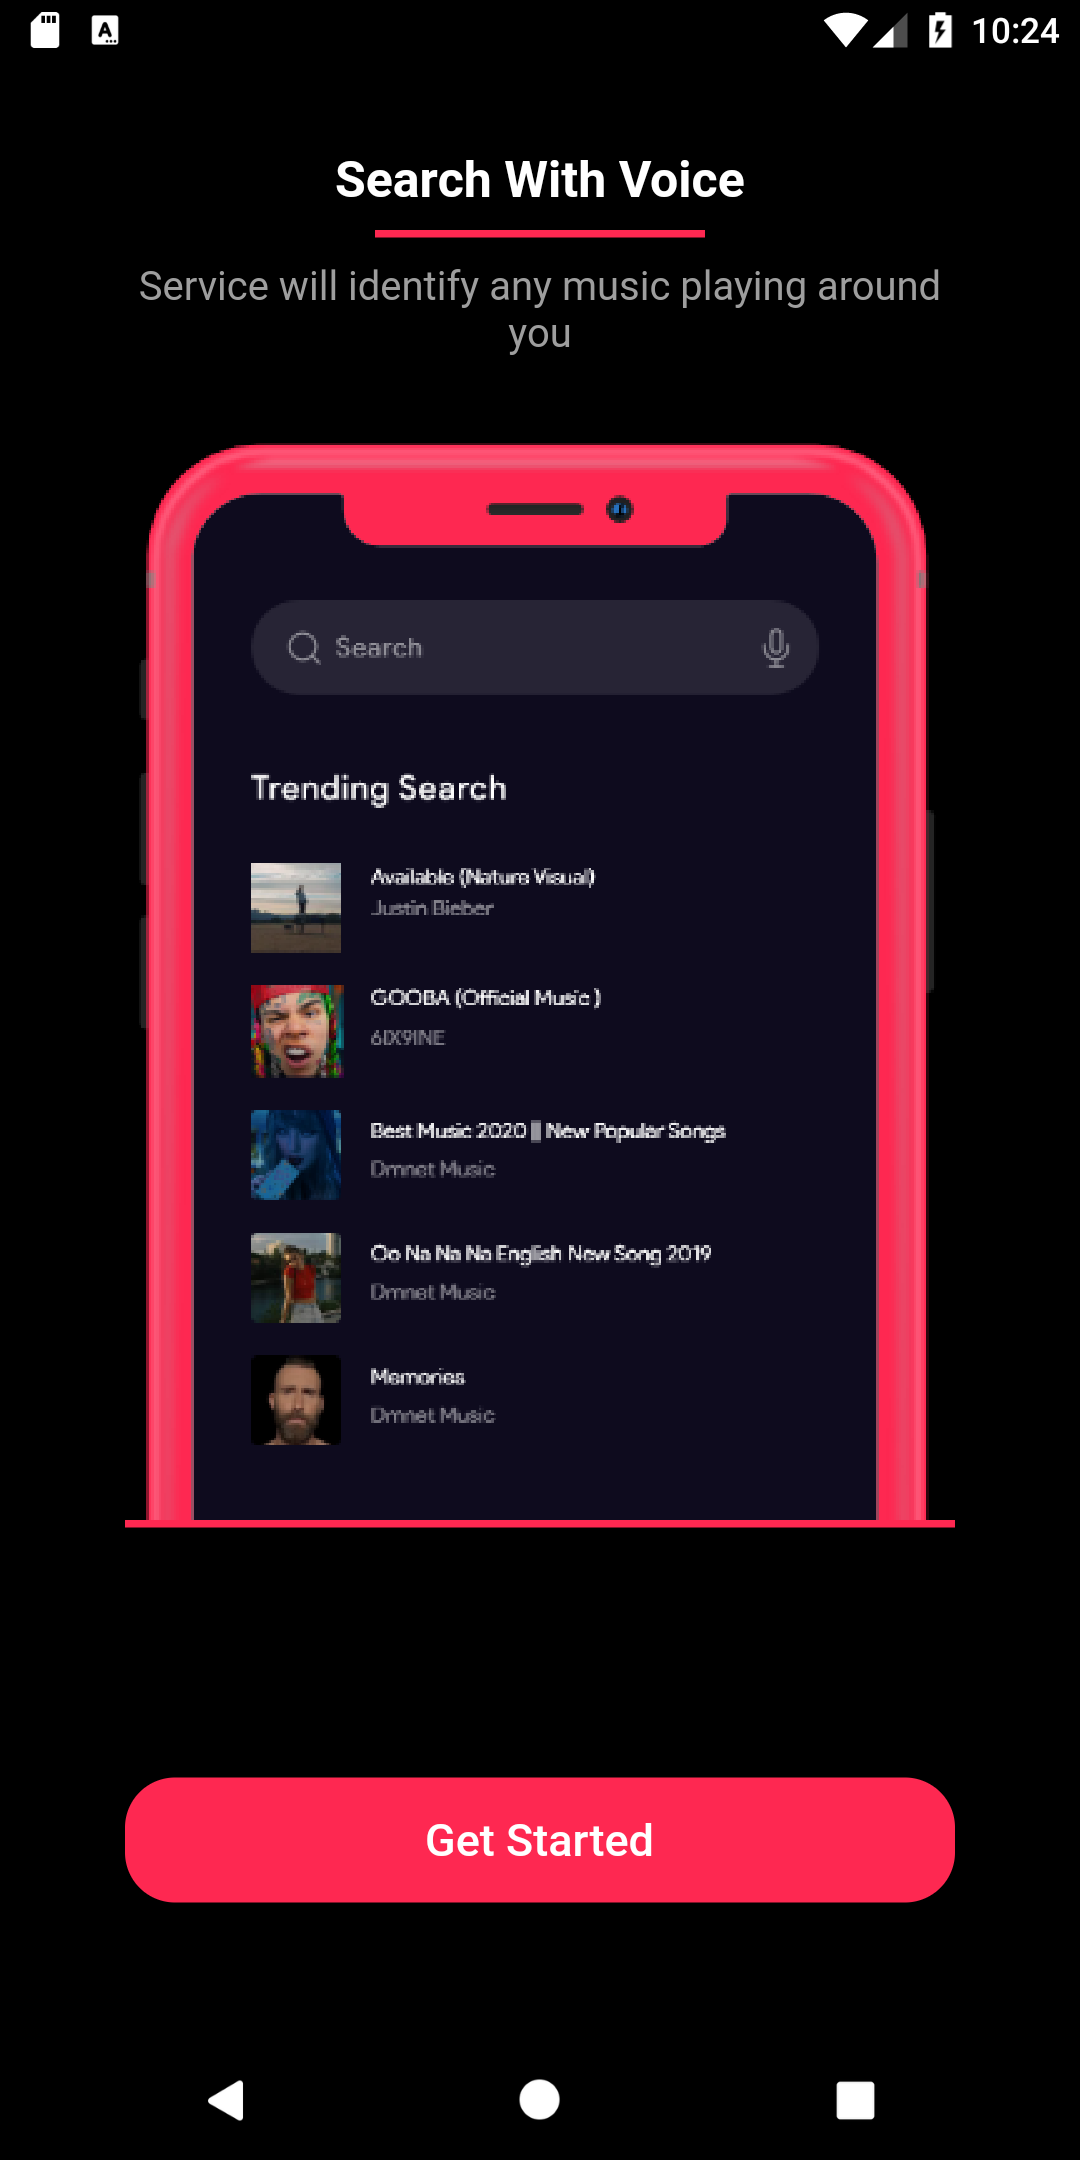 10:24
Search With Voice
Service will identify any music playing around
you
Search
Trending Search
Available (Nature Visual)
Justin Bieber
GOOBA (Official Music )
6IX9INE
Best Music 2020 || New Popular Songs
Dmnet Music
Oo Na Na Na English New Song 2019
Dmnet Music
Memories
Dmnet Music
Get Started